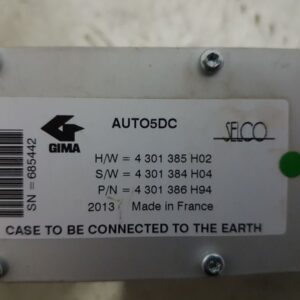 AUTO5DC
GIMA
SELCO
SN = 685442
H/W = 4 301 385 H02
S/W = 4 301 384 H04
P/N = 4 301 386 H94
2013 Made in France
CASE TO BE CONNECTED TO THE EARTH